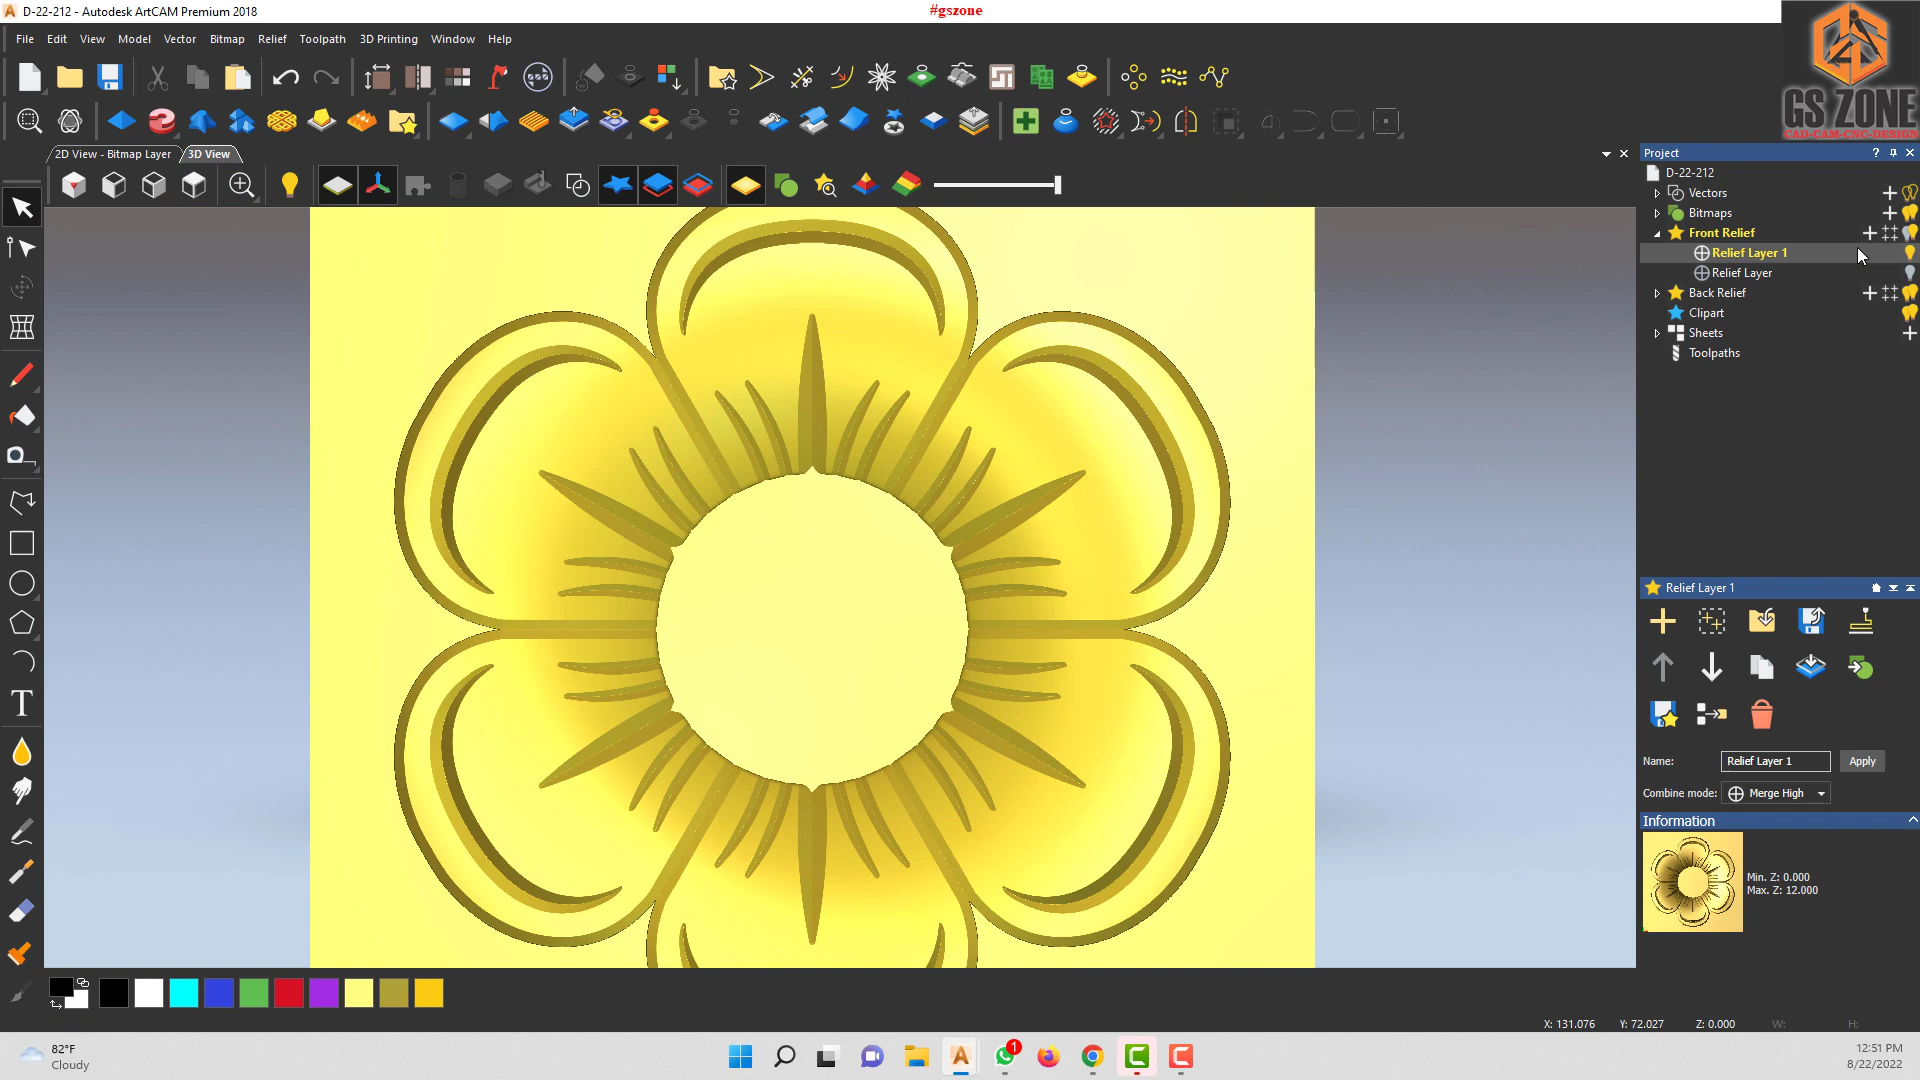 D-22-212 - Autodesk ArtCAM Premium 2018
#gszone
File Edit View Model Vector Bitmap Relief Toolpath 3D Printing Window Help
GS ZONE
CAD-CAM-CNC-DESIGN
2D View - Bitmap Layer 3D View
Project
D-22-212
Vectors
Bitmaps
Front Relief
Relief Layer 1
Relief Layer
Back Relief
Clipart
Sheets
Toolpaths
Relief Layer 1
Name: Relief Layer 1 Apply
Combine mode: Merge High
Information
Min. Z: 0.000
Max. Z: 12.000
X: 131.076 Y: 72.027 Z: 0.000 W: H:
82°F
Cloudy
1
12:51 PM
8/22/2022